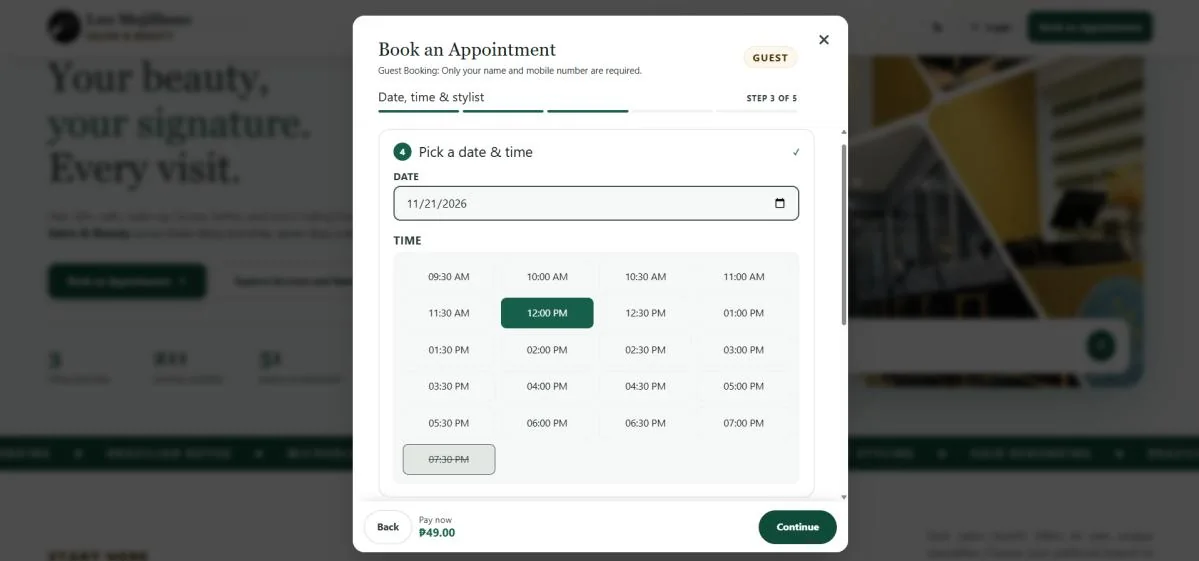 Your beauty,
your signature.
Every visit.
Book an Appointment
GUEST
Guest Booking: Only your name and mobile number are required.
Date, time & stylist
STEP 3 OF 5
4 Pick a date & time ✓
DATE
11/21/2026
TIME
09:30 AM 10:00 AM 10:30 AM 11:00 AM
11:30 AM 12:00 PM 12:30 PM 01:00 PM
01:30 PM 02:00 PM 02:30 PM 03:00 PM
03:30 PM 04:00 PM 04:30 PM 05:00 PM
05:30 PM 06:00 PM 06:30 PM 07:00 PM
07:30 PM
Back
Pay now
₱49.00
Continue
START HERE